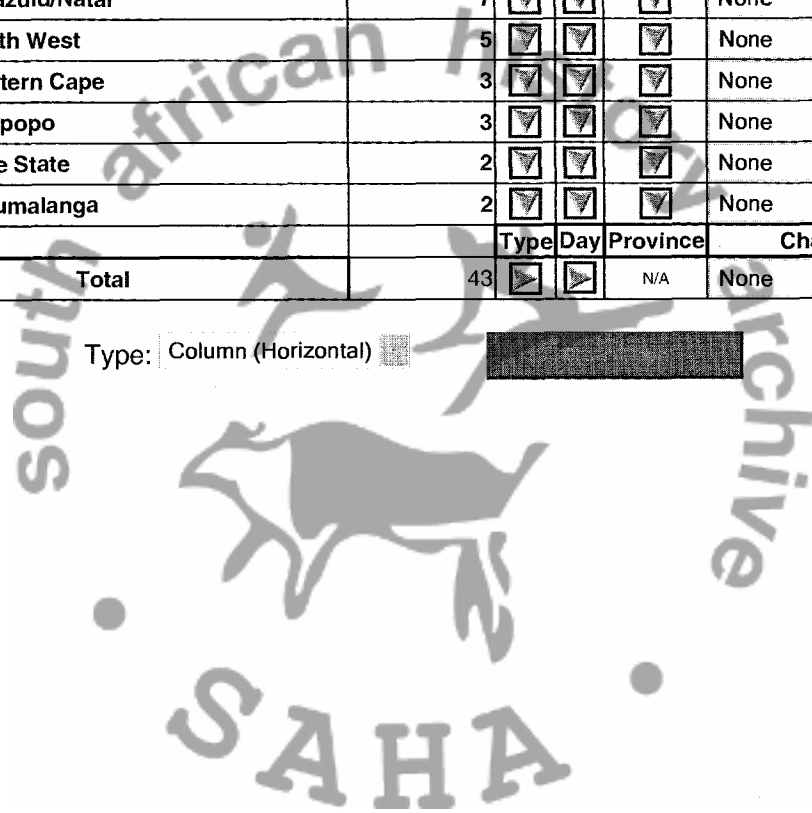 th West 5 None
tern Cape 3 None
popo 3 None
e State 2 None
umalanga 2 None
Type Day Province
Total 43 N/A None
Type: Column (Horizontal)
south african history archive
SAHA